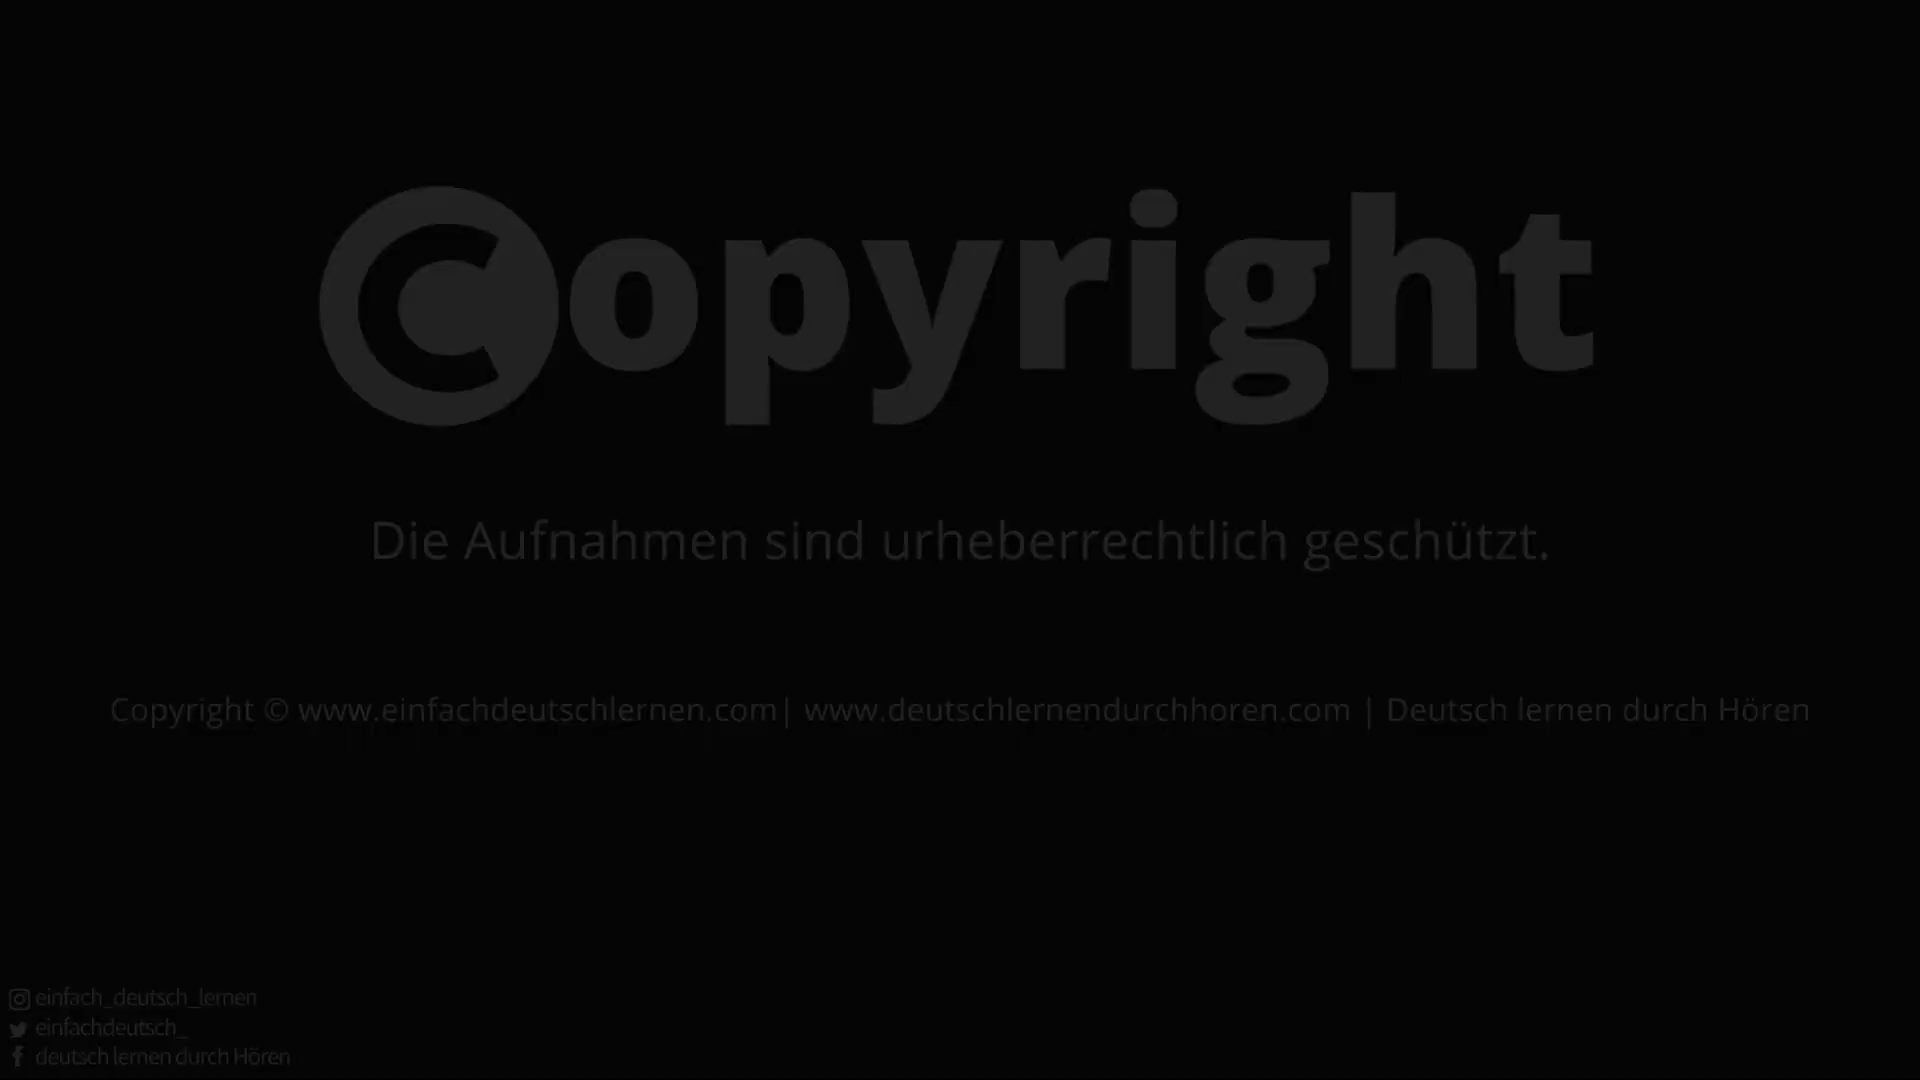 Copyright
Die Aufnahmen sind urheberrechtlich geschützt.
Copyright © www.einfachdeutschlernen.com| www.deutschlernendurchhoren.com | Deutsch lernen durch Hören
einfach_deutsch_lernen
einfachdeutsch_
deutsch lernen durch Hören